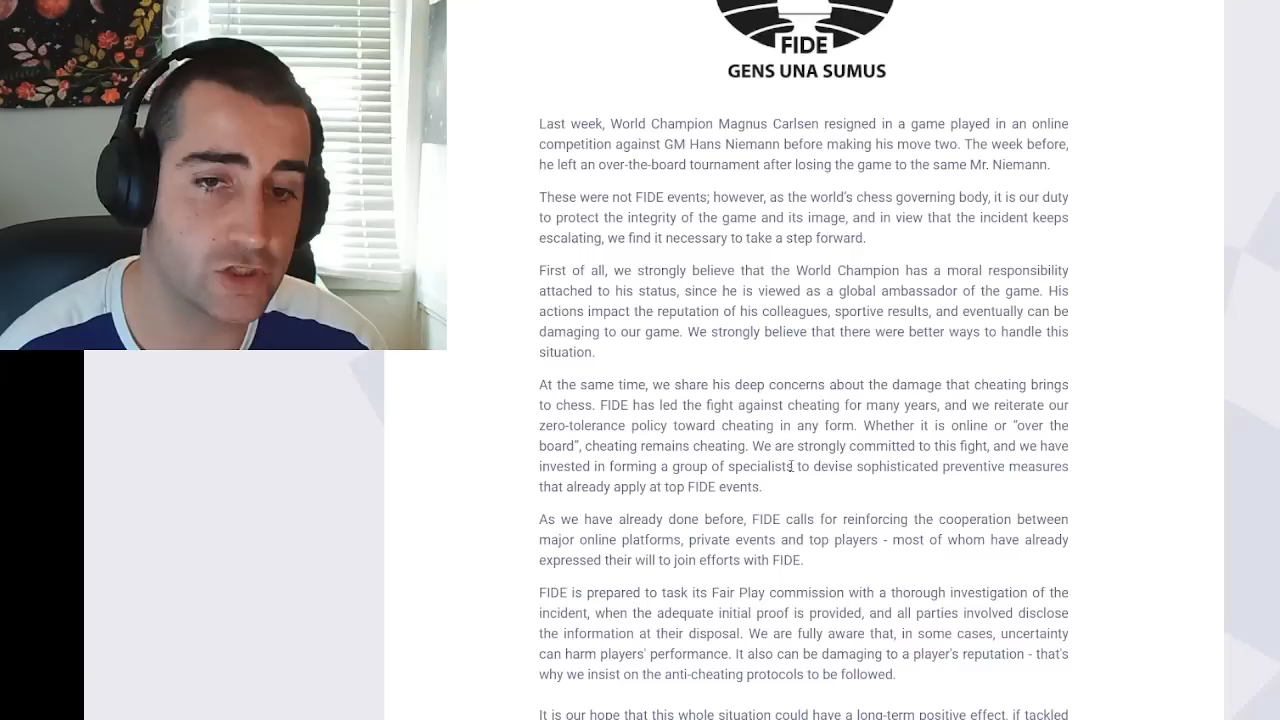 FIDE
GENS UNA SUMUS
Last week, World Champion Magnus Carlsen resigned in a game played in an online
competition against GM Hans Niemann before making his move two. The week before,
he left an over-the-board tournament after losing the game to the same Mr. Niemann.
These were not FIDE events; however, as the world's chess governing body, it is our duty
to protect the integrity of the game and its image, and in view that the incident keeps
escalating, we find it necessary to take a step forward.
First of all, we strongly believe that the World Champion has a moral responsibility
attached to his status, since he is viewed as a global ambassador of the game. His
actions impact the reputation of his colleagues, sportive results, and eventually can be
damaging to our game. We strongly believe that there were better ways to handle this
situation.
At the same time, we share his deep concerns about the damage that cheating brings
to chess. FIDE has led the fight against cheating for many years, and we reiterate our
zero-tolerance policy toward cheating in any form. Whether it is online or “over the
board”, cheating remains cheating. We are strongly committed to this fight, and we have
invested in forming a group of specialists to devise sophisticated preventive measures
that already apply at top FIDE events.
As we have already done before, FIDE calls for reinforcing the cooperation between
major online platforms, private events and top players - most of whom have already
expressed their will to join efforts with FIDE.
FIDE is prepared to task its Fair Play commission with a thorough investigation of the
incident, when the adequate initial proof is provided, and all parties involved disclose
the information at their disposal. We are fully aware that, in some cases, uncertainty
can harm players' performance. It also can be damaging to a player's reputation - that's
why we insist on the anti-cheating protocols to be followed.
It is our hope that this whole situation could have a long-term positive effect, if tackled